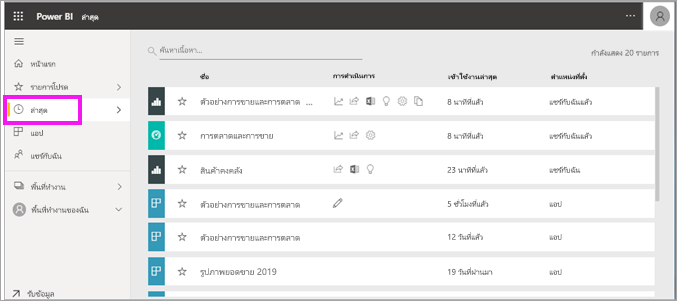 Power BI ล่าสุด
หน้าแรก
รายการโปรด
ล่าสุด
แอป
แชร์กับฉัน
พื้นที่ทำงาน
พื้นที่ทำงานของฉัน
รับข้อมูล
ค้นหาเนื้อหา...
กำลังแสดง 20 รายการ
ชื่อ การดำเนินการ เข้าใช้งานล่าสุด ตำแหน่งที่ตั้ง
ตัวอย่างการขายและการตลาด ... 8 นาทีที่แล้ว แชร์กับฉันแล้ว
การตลาดและการขาย 8 นาทีที่แล้ว แชร์กับฉันแล้ว
สินค้าคงคลัง 23 นาทีที่แล้ว แชร์กับฉัน
ตัวอย่างการขายและการตลาด 5 ชั่วโมงที่แล้ว แอป
ตัวอย่างการขายและการตลาด 12 วันที่แล้ว แอป
รูปภาพยอดขาย 2019 19 วันที่ผ่านมา แอป